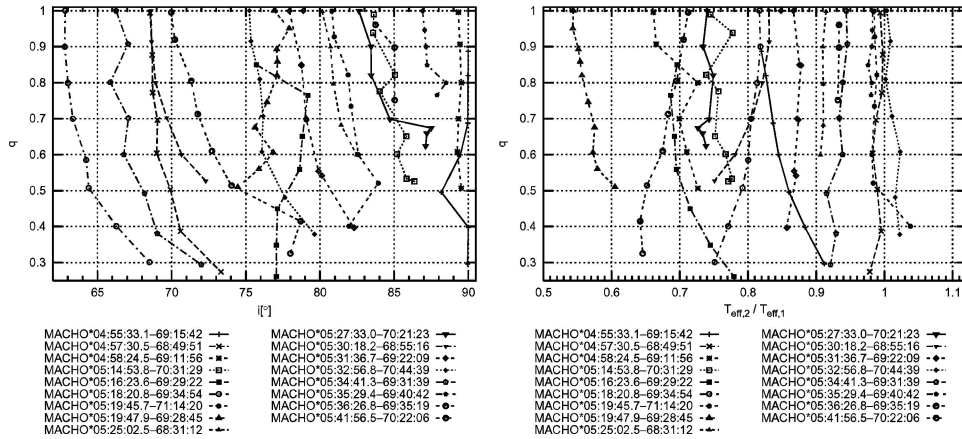 1
0.9
0.8
0.7
0.6
0.5
0.4
0.3
q
65 70 75 80 85 90
i[°]
q
MACHO*04:55:33.1–69:15:42
MACHO*04:57:30.5–68:49:51
MACHO*04:58:24.5–69:11:56
MACHO*05:14:53.8–70:31:29
MACHO*05:16:23.6–69:29:22
MACHO*05:18:20.8–69:34:54
MACHO*05:19:45.7–71:14:20
MACHO*05:19:47.9–69:28:45
MACHO*05:25:02.5–68:31:12
MACHO*05:27:33.0–70:21:23
MACHO*05:30:18.2–68:55:16
MACHO*05:31:36.7–69:22:09
MACHO*05:32:56.8–70:44:39
MACHO*05:34:41.3–69:31:39
MACHO*05:35:29.4–69:40:42
MACHO*05:36:26.8–69:35:19
MACHO*05:41:56.5–70:22:06
1
0.9
0.8
0.7
0.6
0.5
0.4
0.3
q
0.5 0.6 0.7 0.8 0.9 1 1.1
Teff,2 / Teff,1
MACHO*04:55:33.1–69:15:42
MACHO*04:57:30.5–68:49:51
MACHO*04:58:24.5–69:11:56
MACHO*05:14:53.8–70:31:29
MACHO*05:16:23.6–69:29:22
MACHO*05:18:20.8–69:34:54
MACHO*05:19:45.7–71:14:20
MACHO*05:19:47.9–69:28:45
MACHO*05:25:02.5–68:31:12
MACHO*05:27:33.0–70:21:23
MACHO*05:30:18.2–68:55:16
MACHO*05:31:36.7–69:22:09
MACHO*05:32:56.8–70:44:39
MACHO*05:34:41.3–69:31:39
MACHO*05:35:29.4–69:40:42
MACHO*05:36:26.8–69:35:19
MACHO*05:41:56.5–70:22:06